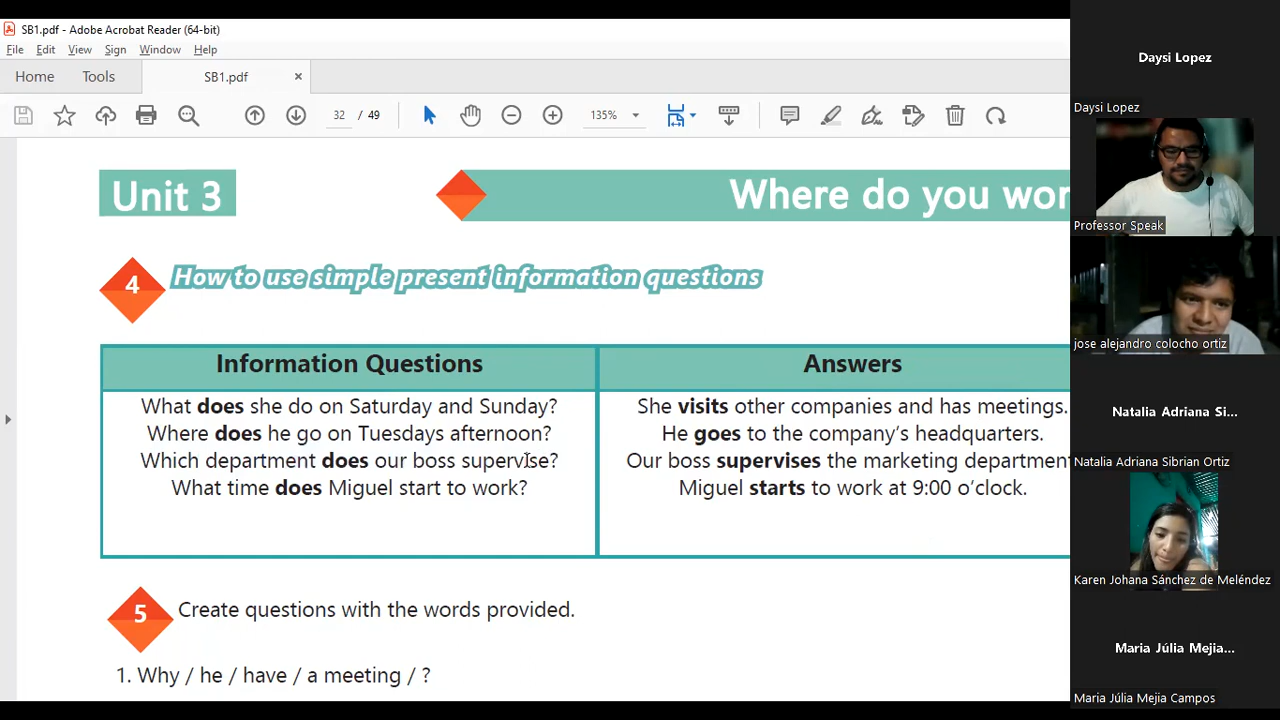 SB1.pdf - Adobe Acrobat Reader (64-bit)
File Edit View Sign Window Help
Home Tools SB1.pdf ×
32 / 49 135%
Unit 3
Where do you wor
4 How to use simple present information questions
Information Questions
What does she do on Saturday and Sunday?
Where does he go on Tuesdays afternoon?
Which department does our boss supervise?
What time does Miguel start to work?
Answers
She visits other companies and has meetings.
He goes to the company's headquarters.
Our boss supervises the marketing department
Miguel starts to work at 9:00 o'clock.
5 Create questions with the words provided.
1. Why / he / have / a meeting / ?
Daysi Lopez
Daysi Lopez
Professor Speak
jose alejandro colocho ortiz
Natalia Adriana Si...
Natalia Adriana Sibrian Ortiz
Karen Johana Sánchez de Meléndez
Maria Júlia Mejia...
Maria Júlia Mejia Campos